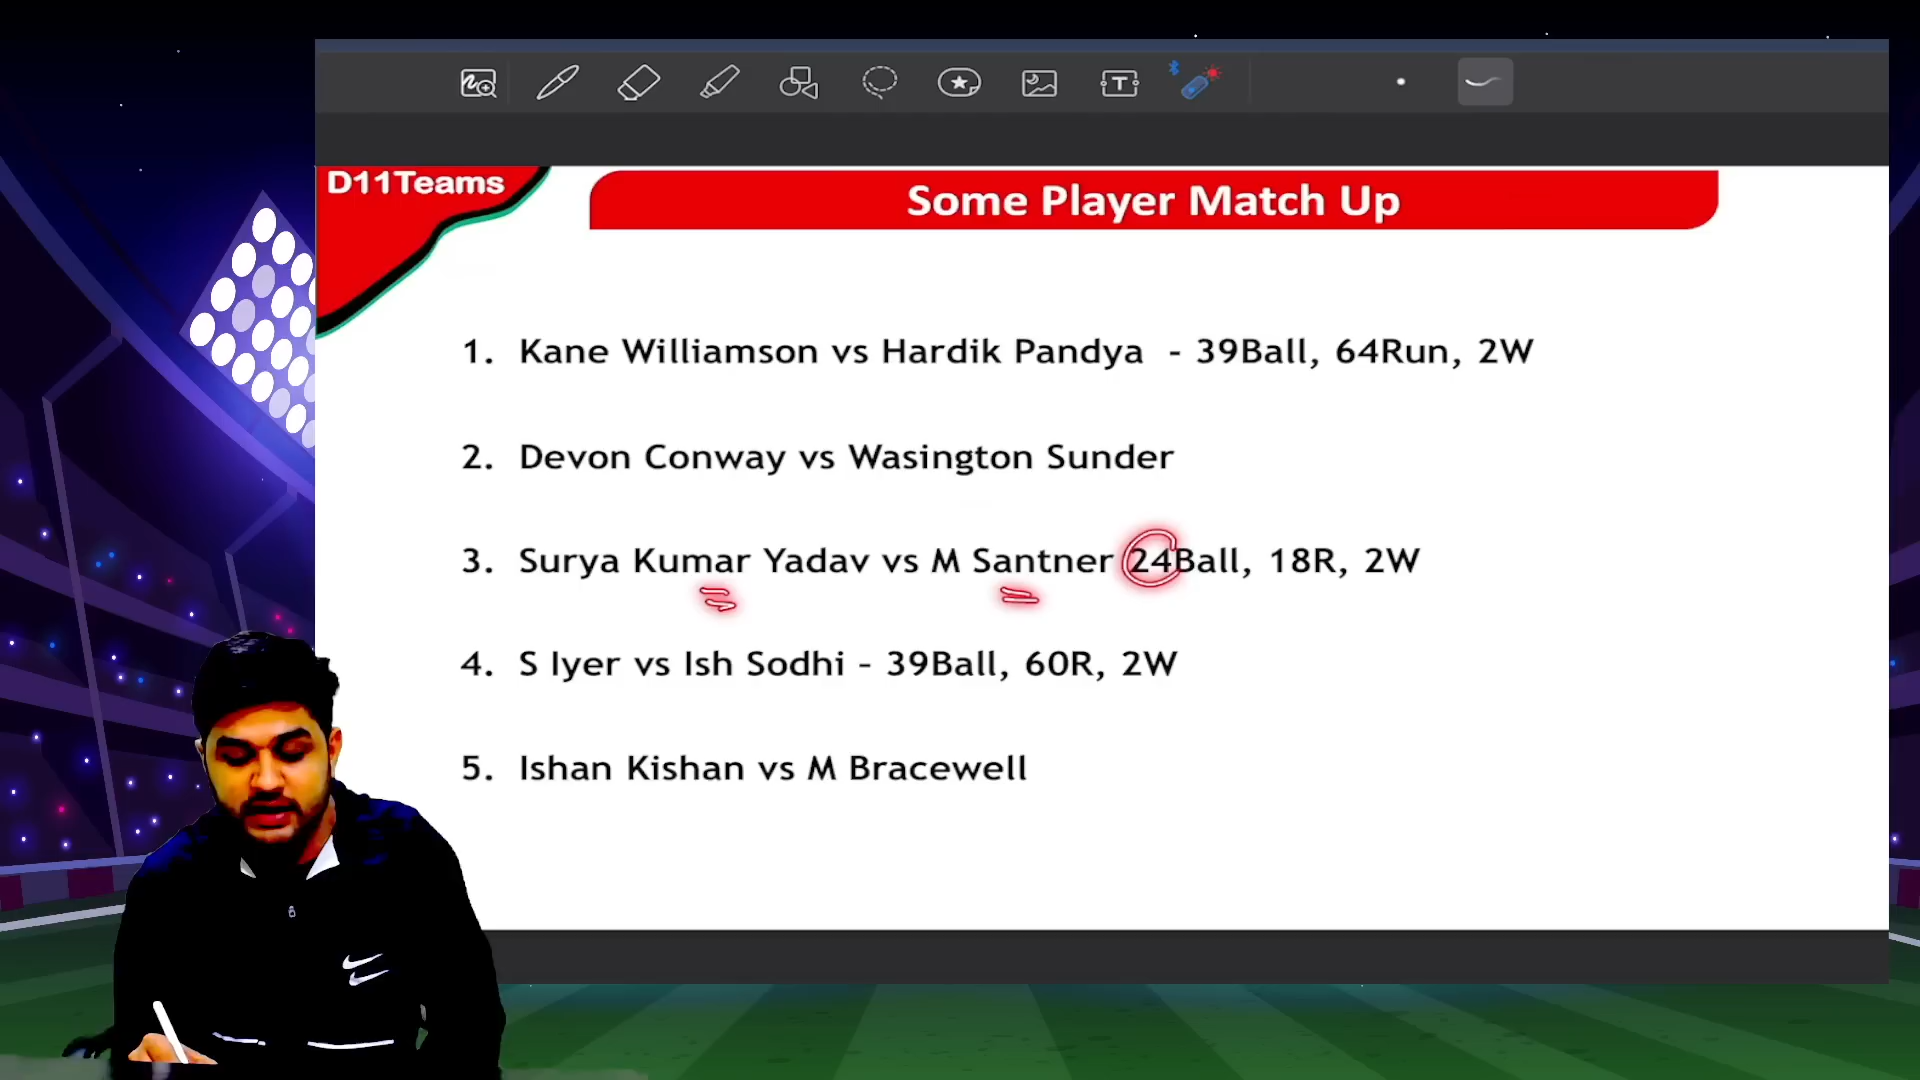 D11Teams
Some Player Match Up
1. Kane Williamson vs Hardik Pandya - 39Ball, 64Run, 2W
2. Devon Conway vs Wasington Sunder
3. Surya Kumar Yadav vs M Santner 24Ball, 18R, 2W
4. S Iyer vs Ish Sodhi - 39Ball, 60R, 2W
5. Ishan Kishan vs M Bracewell